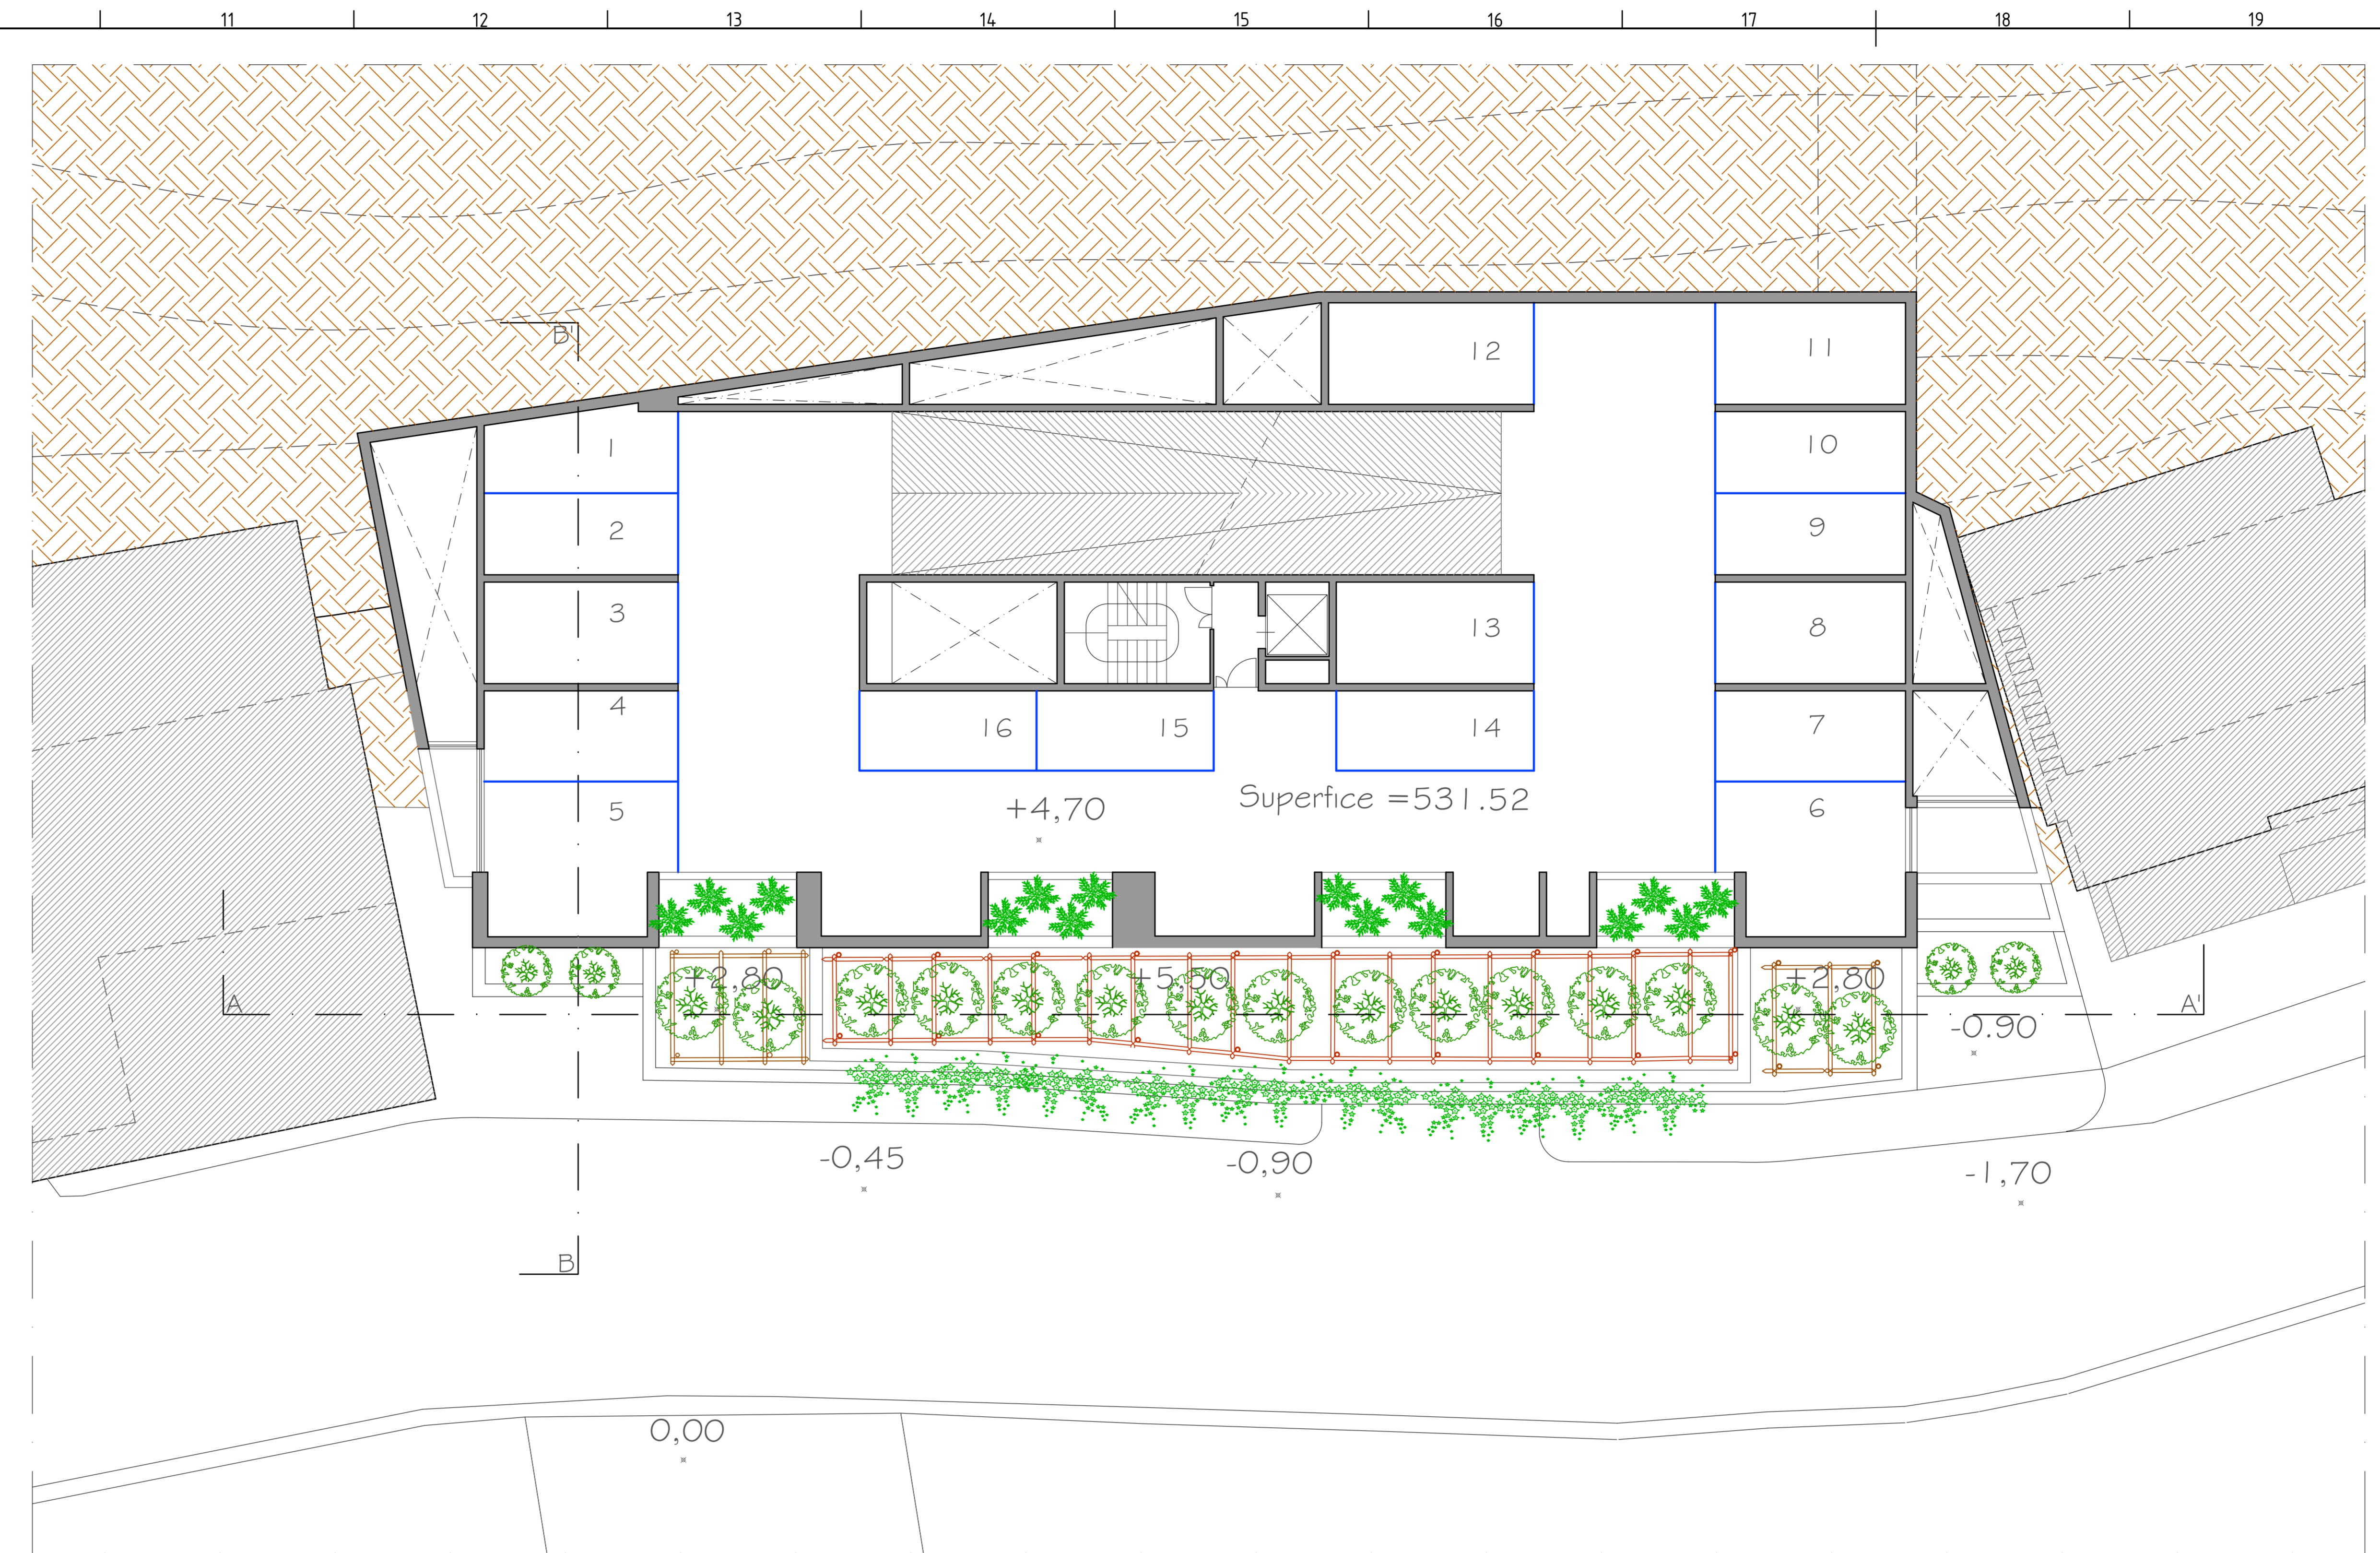 11 12 13 14 15 16 17 18 19
B'
12 11
1 10
2 9
3 13 8
4 16 15 14 7
5 +4,70 Superfice =531.52 6
+2,80 +5,50 +2,80
A A'
-0.90
-0,45 -0,90 -1,70
B
0,00